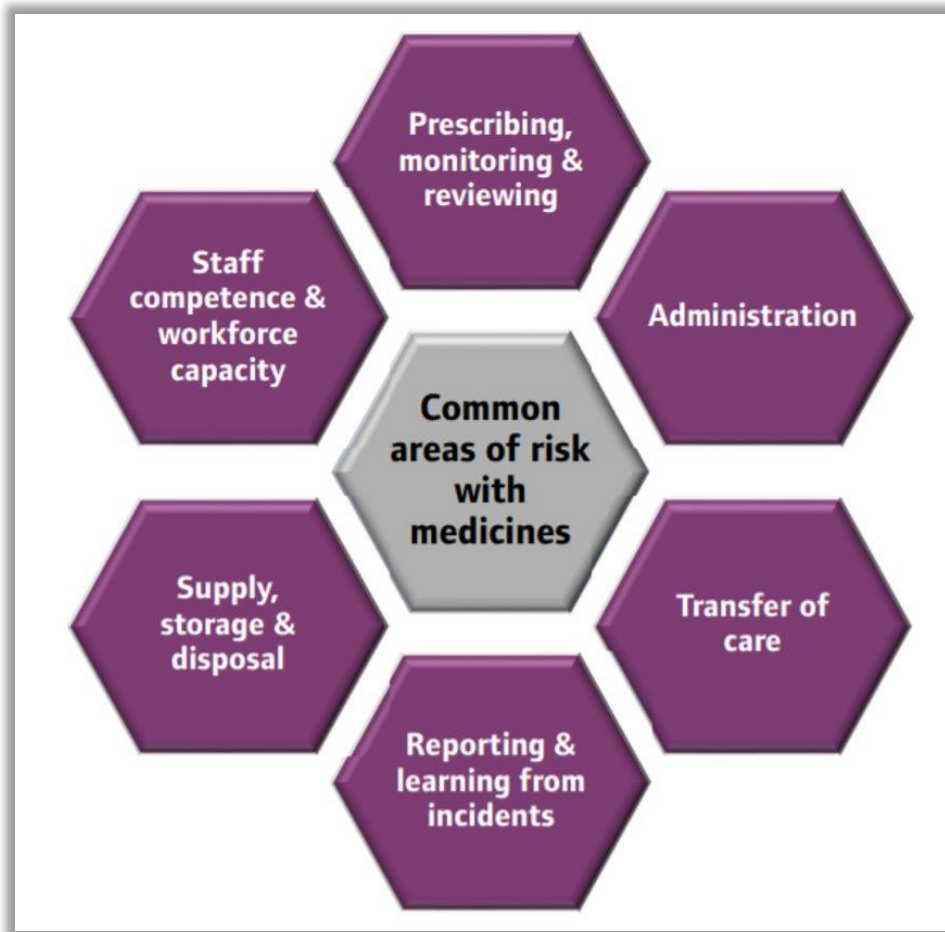 Prescribing,
monitoring &
reviewing
Staff
competence &
workforce
capacity
Administration
Common
areas of risk
with
medicines
Supply,
storage &
disposal
Transfer of
care
Reporting &
learning from
incidents